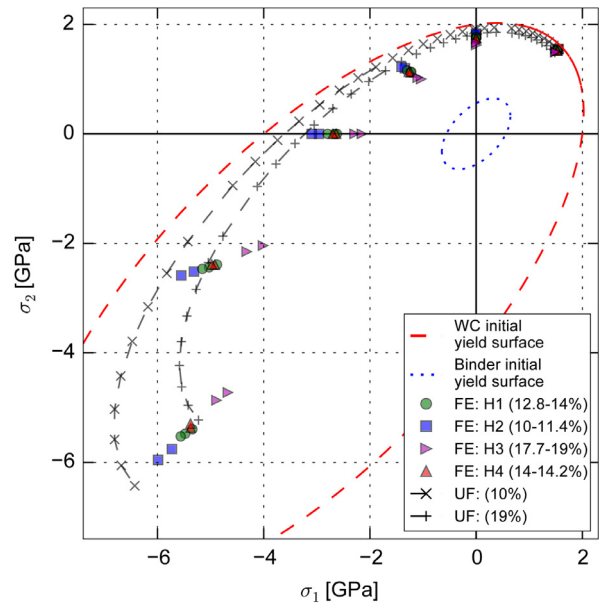 2
0
−2
−4
−6
σ₂ [GPa]
−6
−4
−2
0
2
σ₁ [GPa]
WC initial
yield surface
Binder initial
yield surface
FE: H1 (12.8-14%)
FE: H2 (10-11.4%)
FE: H3 (17.7-19%)
FE: H4 (14-14.2%)
UF: (10%)
UF: (19%)